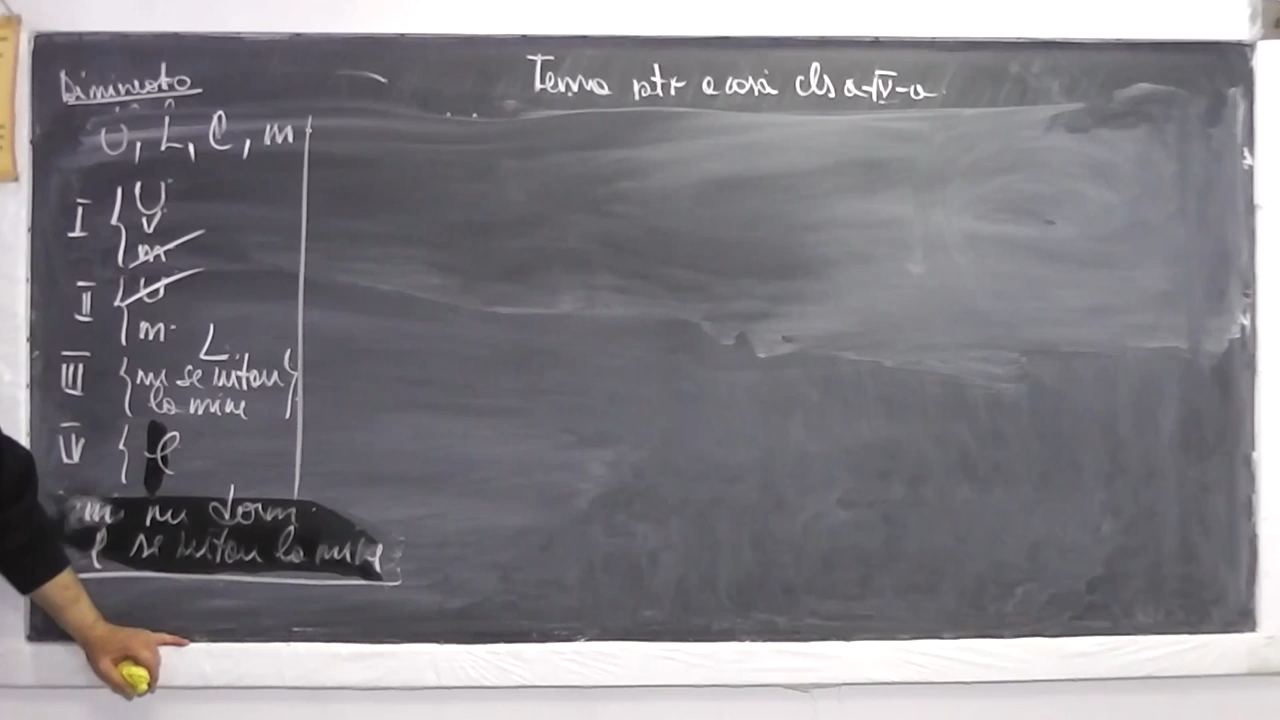 Dimineata
Tema ptr acasă cls a-IV-a
U, L, C, m
I { U
v
m
II { U
m.
L.
III { nu se uitau }
la mine
IV { C
m nu dorm.
C se uitau la mine